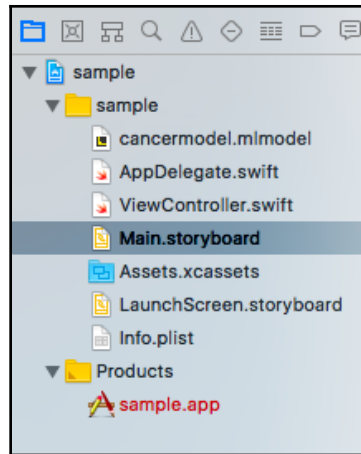 sample
sample
cancermodel.mlmodel
AppDelegate.swift
ViewController.swift
Main.storyboard
Assets.xcassets
LaunchScreen.storyboard
Info.plist
Products
sample.app